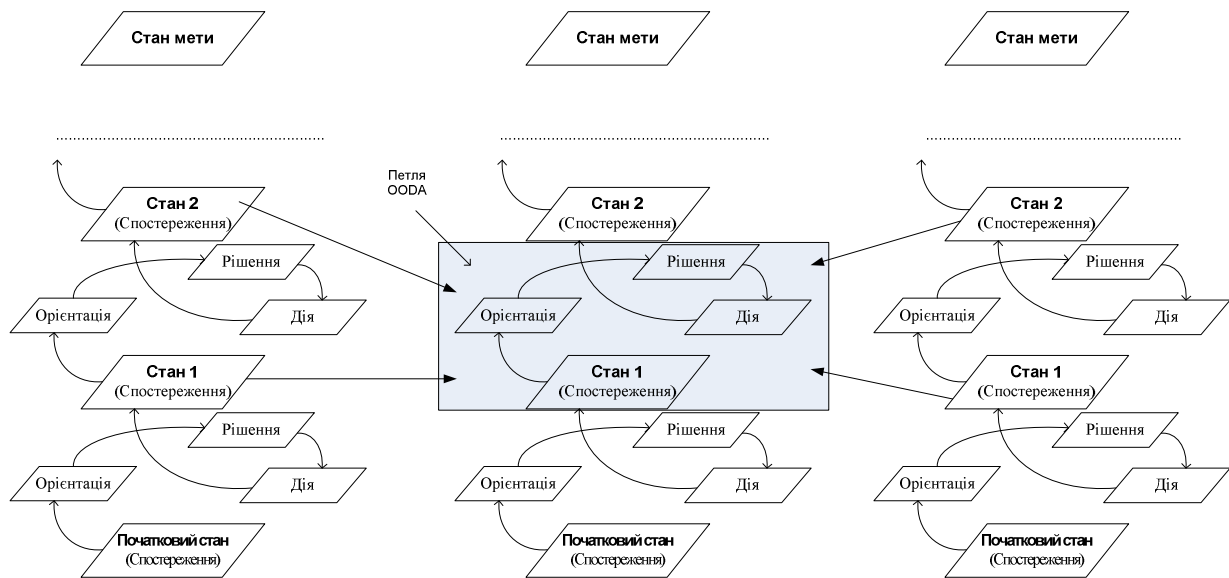 Стан мети
Стан мети
Стан мети
Петля
OODA
Стан 2
(Спостереження)
Рішення
Орієнтація
Дія
Стан 1
(Спостереження)
Рішення
Орієнтація
Дія
Початковий стан
(Спостереження)
Стан 2
(Спостереження)
Рішення
Орієнтація
Дія
Стан 1
(Спостереження)
Рішення
Орієнтація
Дія
Початковий стан
(Спостереження)
Стан 2
(Спостереження)
Рішення
Орієнтація
Дія
Стан 1
(Спостереження)
Рішення
Орієнтація
Дія
Початковий стан
(Спостереження)